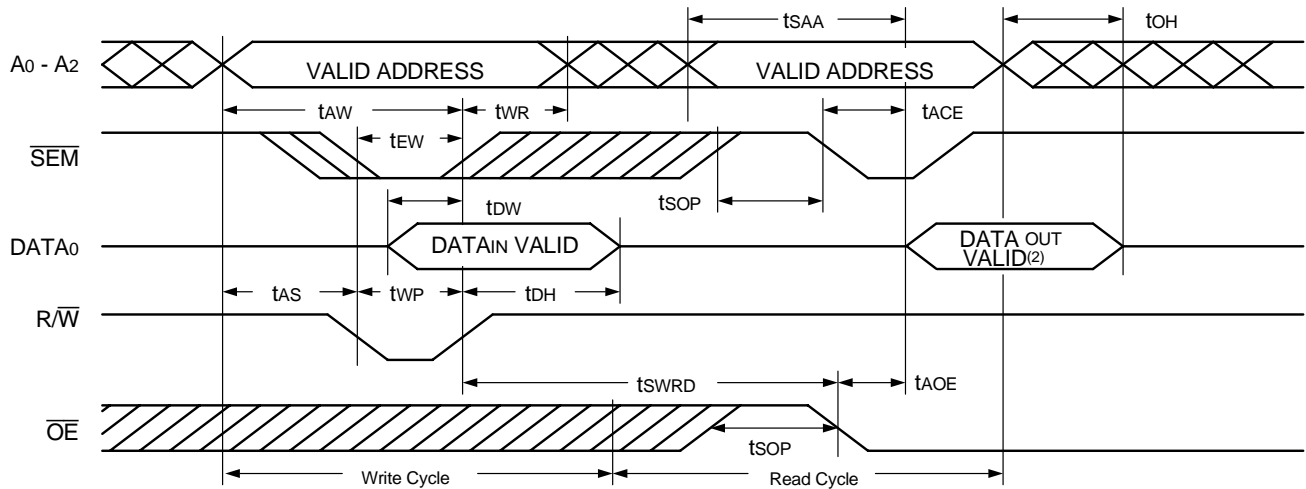 tSAA
tOH
A0 - A2
VALID ADDRESS
VALID ADDRESS
tAW
tWR
tACE
tEW
SEM
tSOP
tDW
DATA0
DATAIN VALID
DATA OUT
VALID(2)
tAS
tWP
tDH
R/W
tSWRD
tAOE
OE
tSOP
Write Cycle
Read Cycle